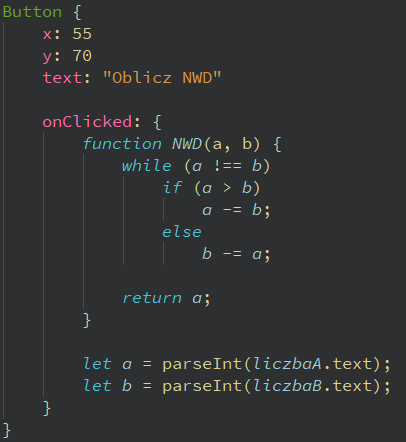 Button {
    x: 55
    y: 70
    text: "Oblicz NWD"

    onClicked: {
        function NWD(a, b) {
            while (a !== b)
                if (a > b)
                    a -= b;
                else
                    b -= a;

            return a;
        }

        let a = parseInt(liczbaA.text);
        let b = parseInt(liczbaB.text);
    }
}